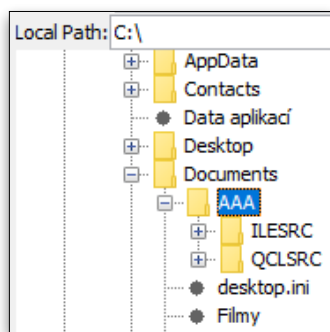 Local Path: C:\
AppData
Contacts
Data aplikací
Desktop
Documents
AAA
ILESRC
QCLSRC
desktop.ini
Filmy